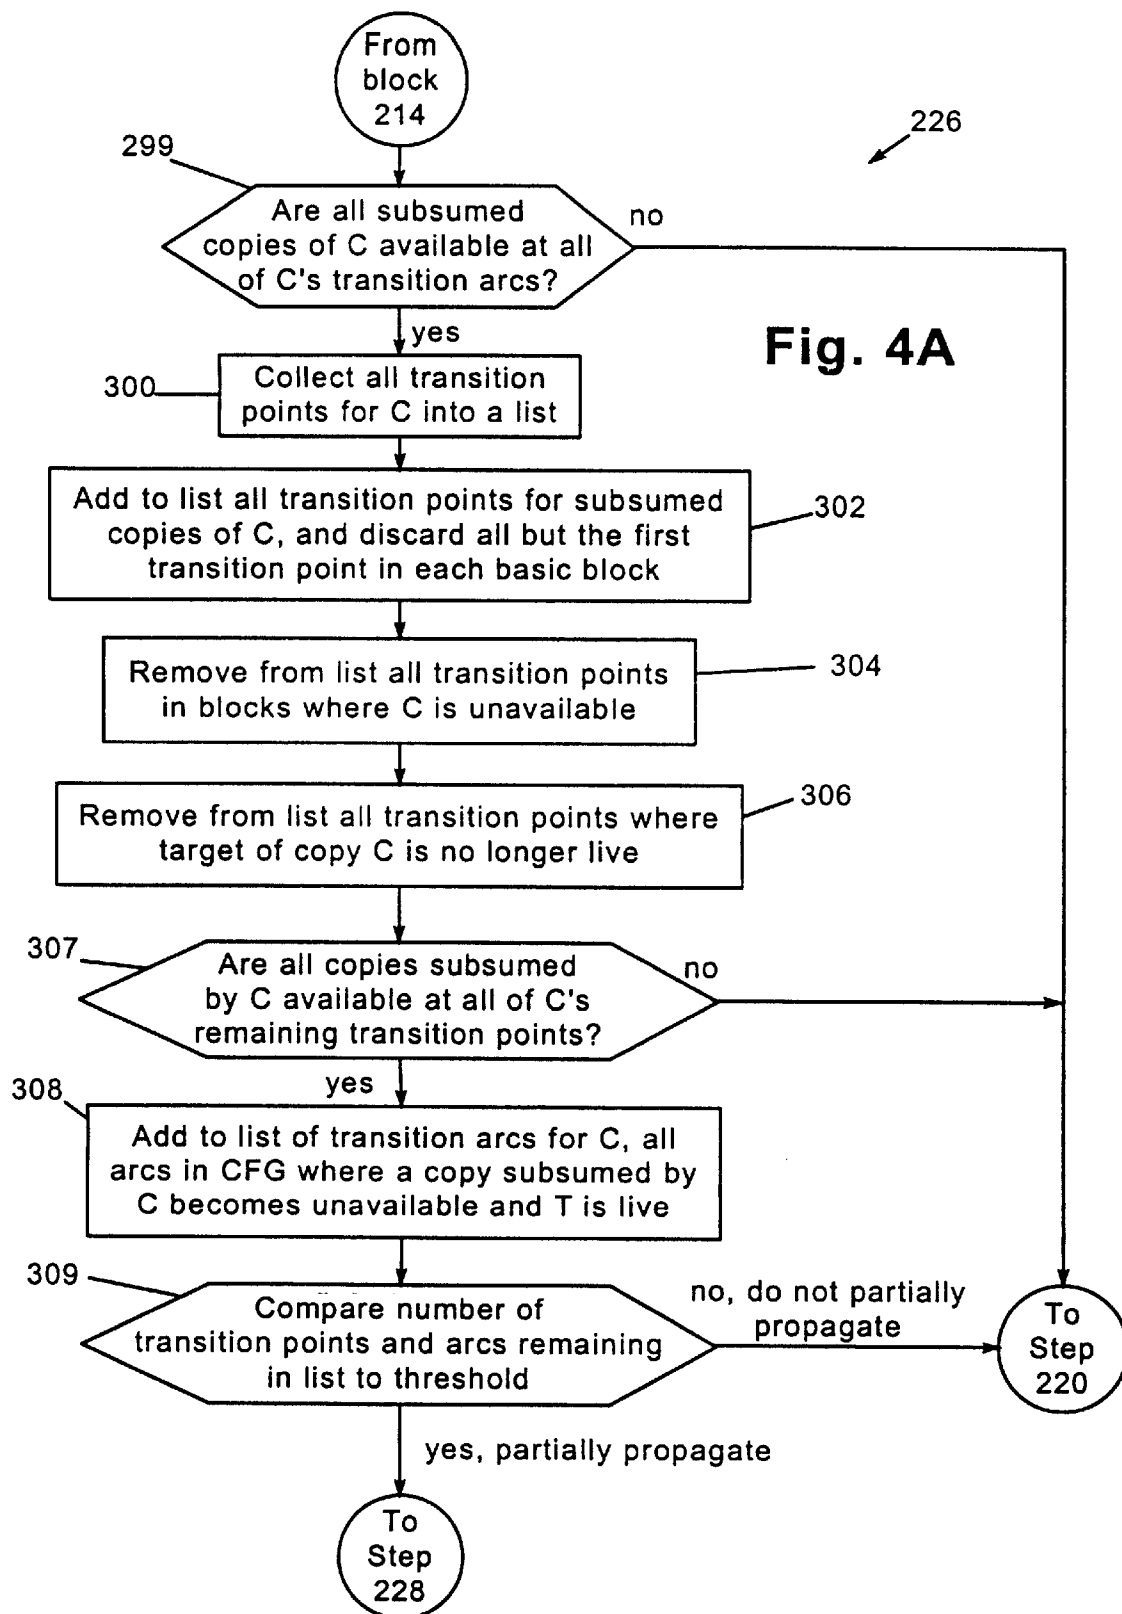 From
block
214
226
299
Are all subsumed
copies of C available at all
of C's transition arcs?
no
yes
Fig. 4A
300
Collect all transition
points for C into a list
Add to list all transition points for subsumed
copies of C, and discard all but the first
transition point in each basic block
302
Remove from list all transition points
in blocks where C is unavailable
304
Remove from list all transition points where
target of copy C is no longer live
306
307
Are all copies subsumed
by C available at all of C's
remaining transition points?
no
yes
308
Add to list of transition arcs for C, all
arcs in CFG where a copy subsumed by
C becomes unavailable and T is live
309
Compare number of
transition points and arcs remaining
in list to threshold
no, do not partially
propagate
To
Step
220
yes, partially propagate
To
Step
228